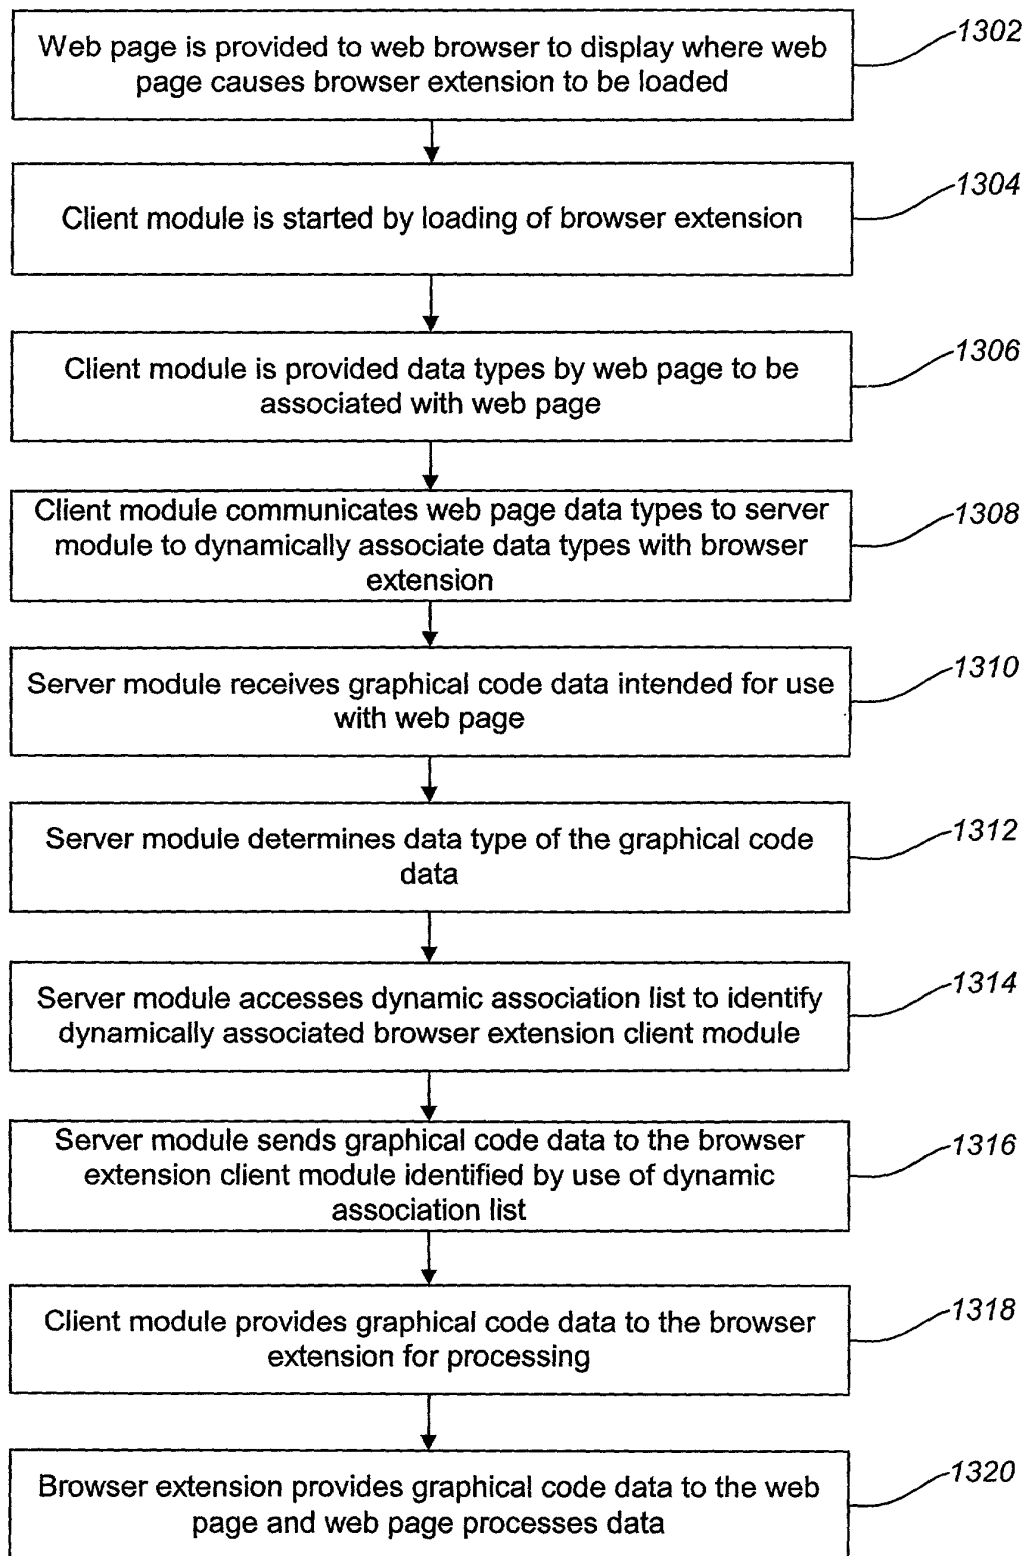 Web page is provided to web browser to display where web
page causes browser extension to be loaded
1302
Client module is started by loading of browser extension
1304
Client module is provided data types by web page to be
associated with web page
1306
Client module communicates web page data types to server
module to dynamically associate data types with browser
extension
1308
Server module receives graphical code data intended for use
with web page
1310
Server module determines data type of the graphical code
data
1312
Server module accesses dynamic association list to identify
dynamically associated browser extension client module
1314
Server module sends graphical code data to the browser
extension client module identified by use of dynamic
association list
1316
Client module provides graphical code data to the browser
extension for processing
1318
Browser extension provides graphical code data to the web
page and web page processes data
1320